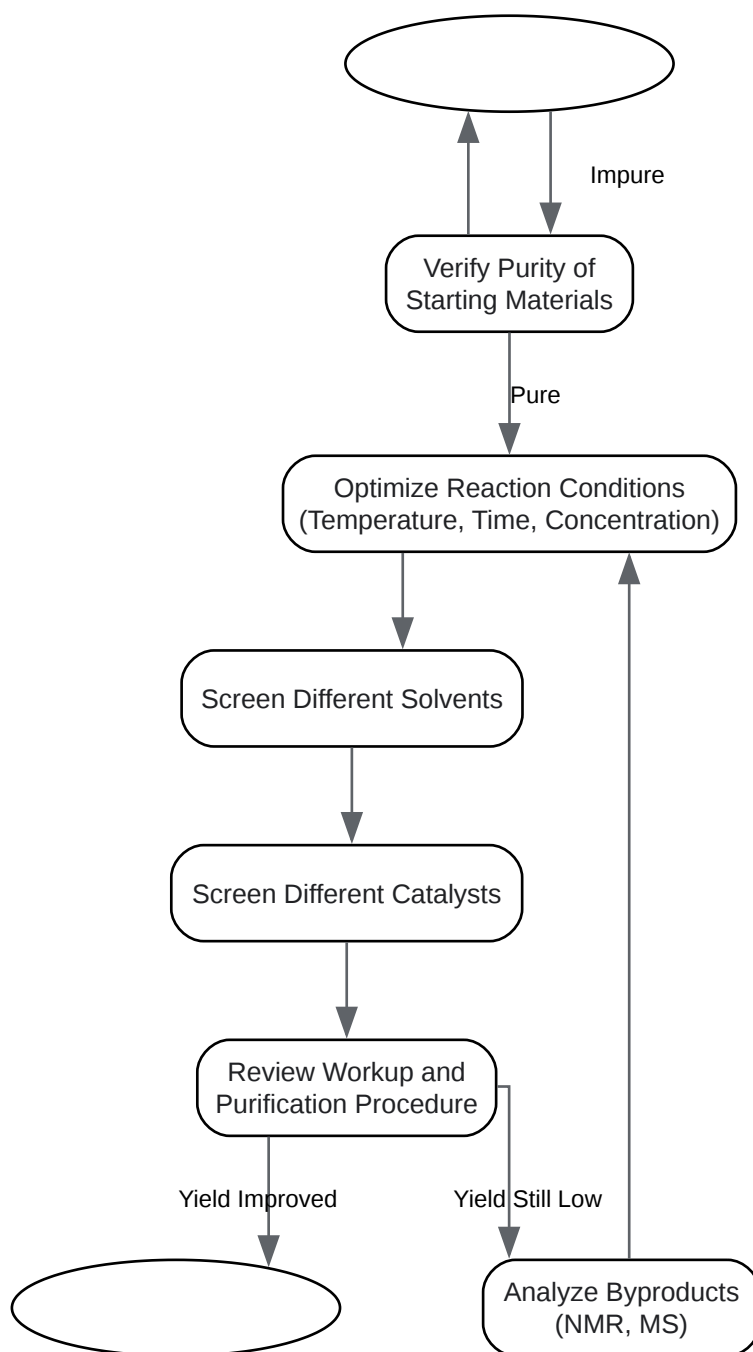 Impure
Verify Purity of
Starting Materials
Pure
Optimize Reaction Conditions
(Temperature, Time, Concentration)
Screen Different Solvents
Screen Different Catalysts
Review Workup and
Purification Procedure
Yield Improved
Yield Still Low
Analyze Byproducts
(NMR, MS)